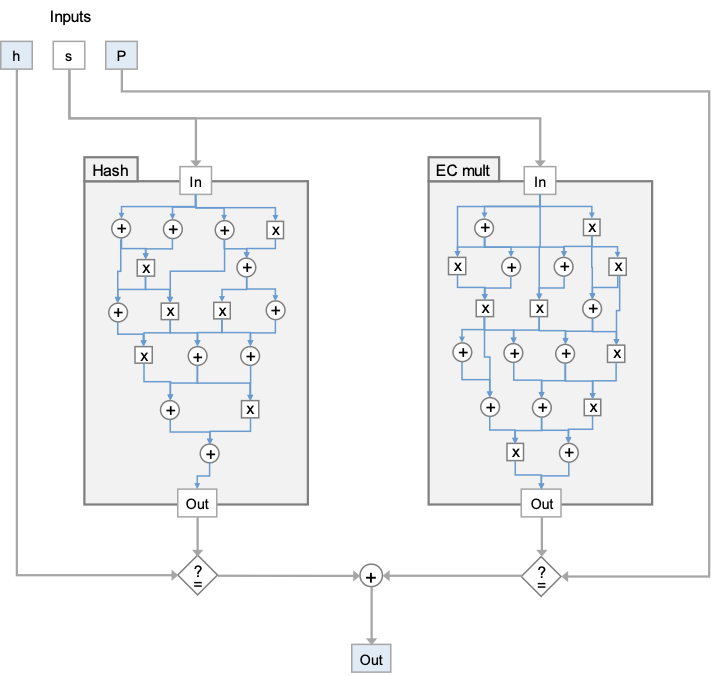 Inputs
h s P
Hash EC mult
In In
+ + + x + x
x + x + + x
+ x x + x x +
x + + + + + x
+ x + + x
+ x +
Out Out
?
= + ?
=
Out